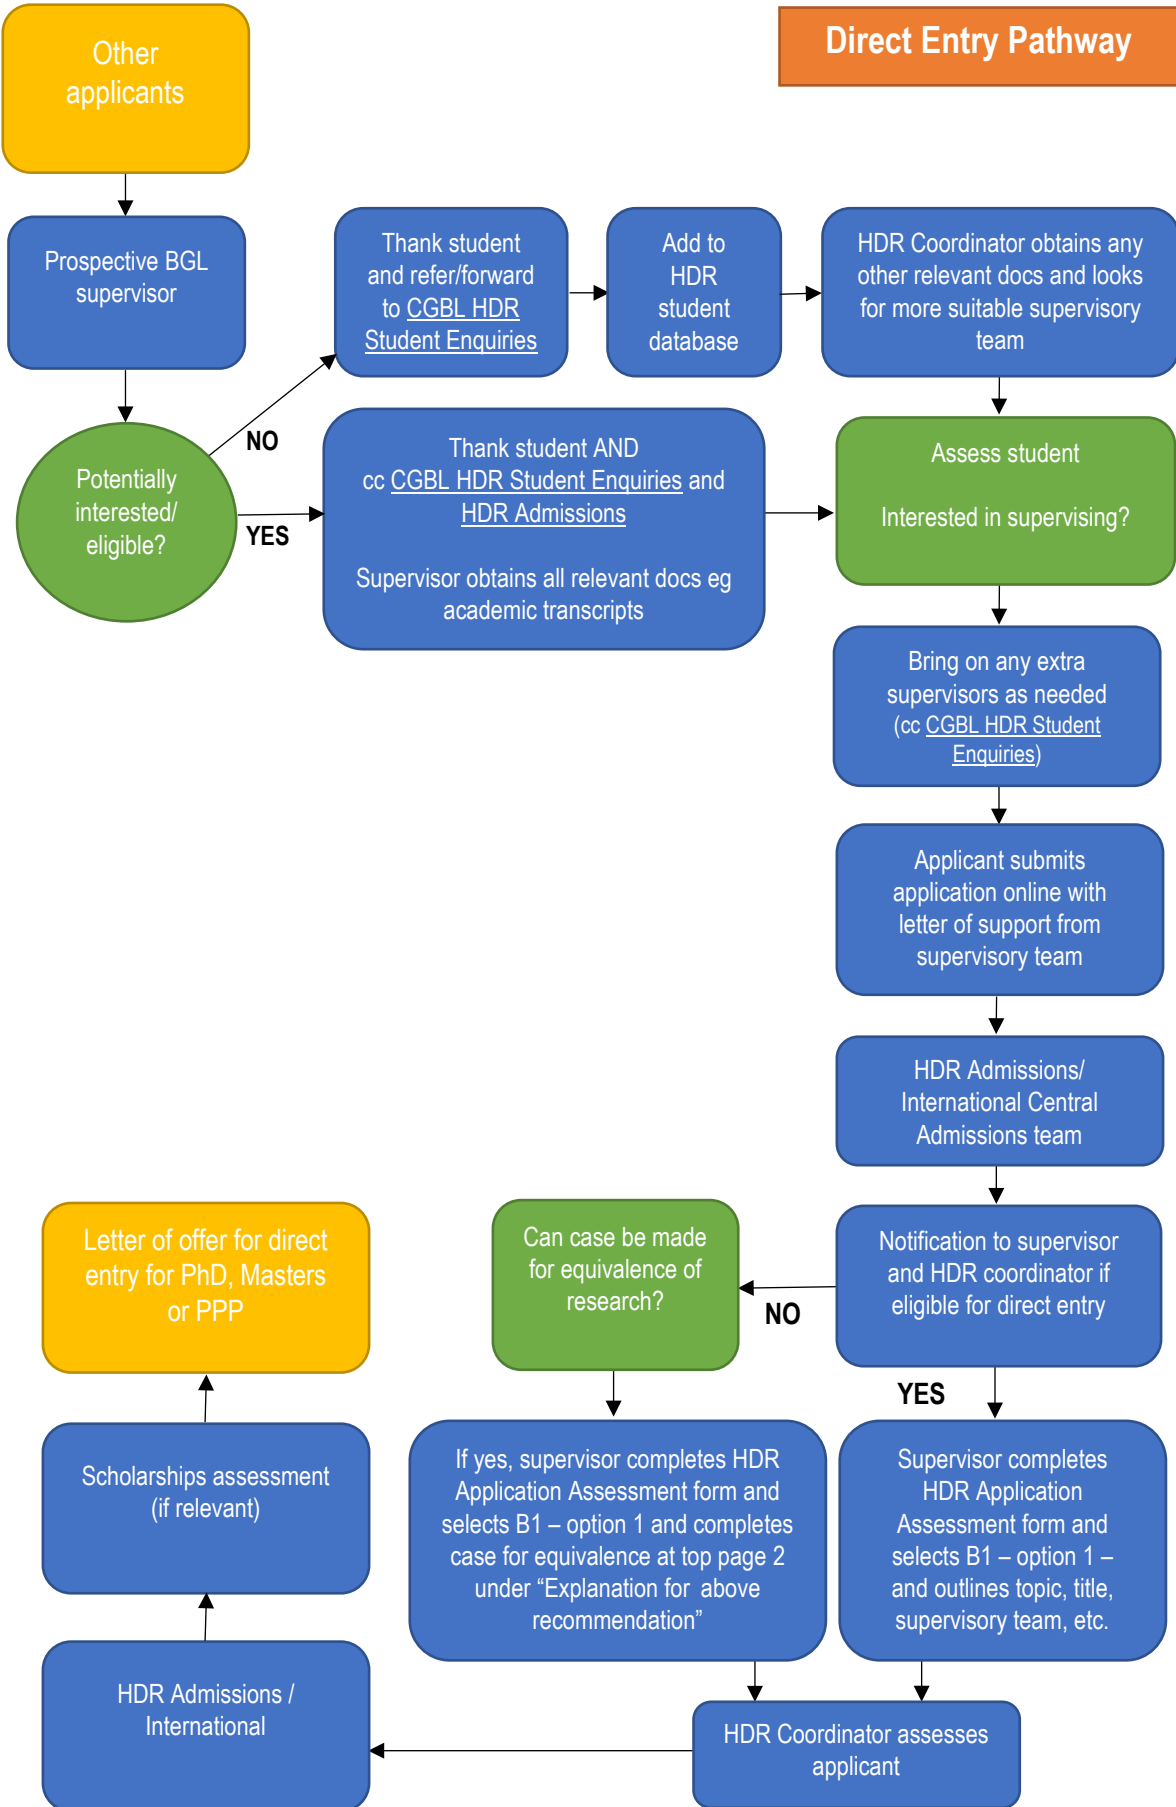 Direct Entry Pathway
Other
applicants
Prospective BGL
supervisor
Thank student
and refer/forward
to CGBL HDR
Student Enquiries
Add to
HDR
student
database
HDR Coordinator obtains any
other relevant docs and looks
for more suitable supervisory
team
NO
Potentially
interested/
eligible?
YES
Thank student AND
cc CGBL HDR Student Enquiries and
HDR Admissions
Supervisor obtains all relevant docs eg
academic transcripts
Assess student
Interested in supervising?
Bring on any extra
supervisors as needed
(cc CGBL HDR Student
Enquiries)
Applicant submits
application online with
letter of support from
supervisory team
HDR Admissions/
International Central
Admissions team
Notification to supervisor
and HDR coordinator if
eligible for direct entry
NO
Can case be made
for equivalence of
research?
YES
If yes, supervisor completes HDR
Application Assessment form and
selects B1 – option 1 and completes
case for equivalence at top page 2
under “Explanation for above
recommendation”
Supervisor completes
HDR Application
Assessment form and
selects B1 – option 1 –
and outlines topic, title,
supervisory team, etc.
HDR Coordinator assesses
applicant
HDR Admissions /
International
Scholarships assessment
(if relevant)
Letter of offer for direct
entry for PhD, Masters
or PPP